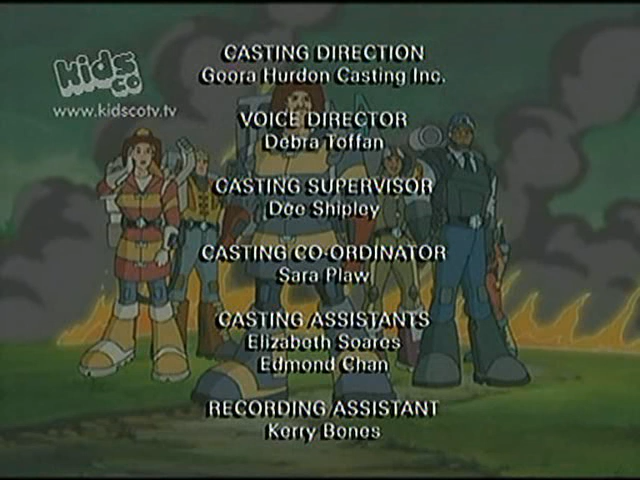 kids co
www.kidscotv.tv
CASTING DIRECTION
Goora Hurdon Casting Inc.
VOICE DIRECTOR
Debra Toffan
CASTING SUPERVISOR
Dee Shipley
CASTING CO-ORDINATOR
Sara Plaw
CASTING ASSISTANTS
Elizabeth Soares
Edmond Chan
RECORDING ASSISTANT
Kerry Bones